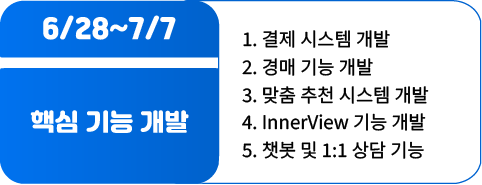 6/28~7/7
핵심 기능 개발
1. 결제 시스템 개발
2. 경매 기능 개발
3. 맞춤 추천 시스템 개발
4. InnerView 기능 개발
5. 챗봇 및 1:1 상담 기능